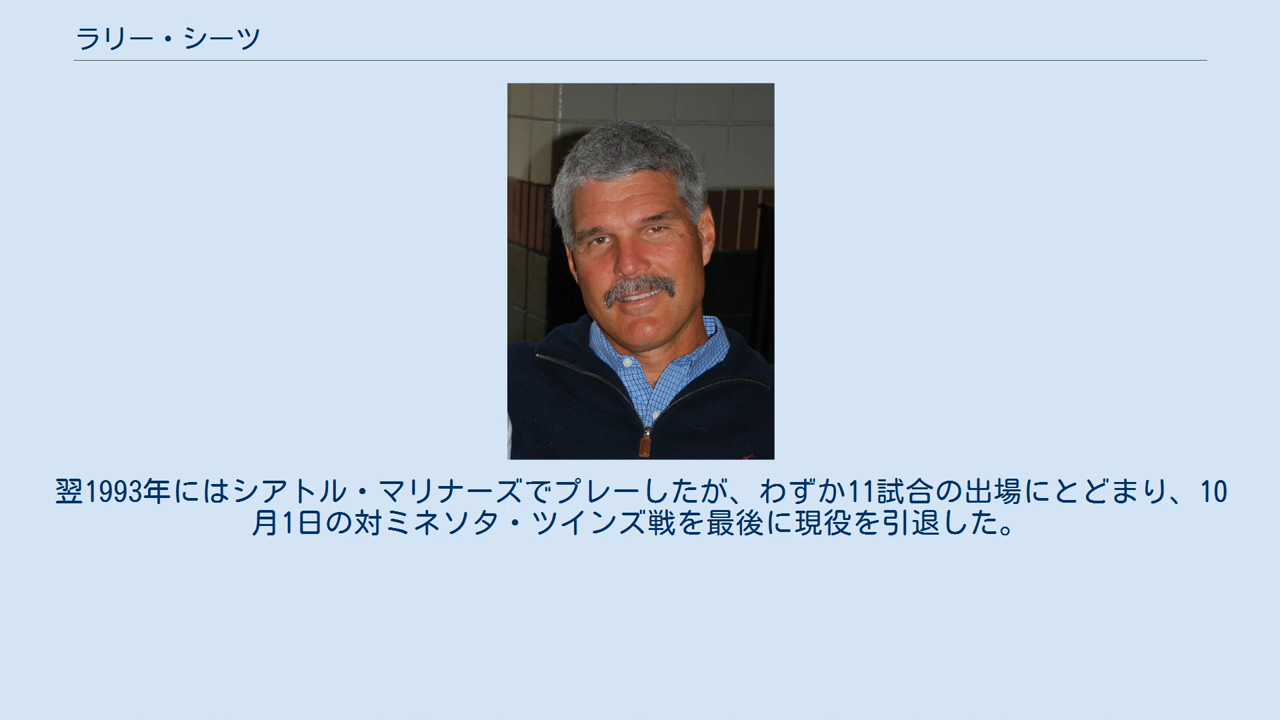 ラリー・シーツ
翌1993年にはシアトル・マリナーズでプレーしたが、わずか11試合の出場にとどまり、10
月1日の対ミネソタ・ツインズ戦を最後に現役を引退した。